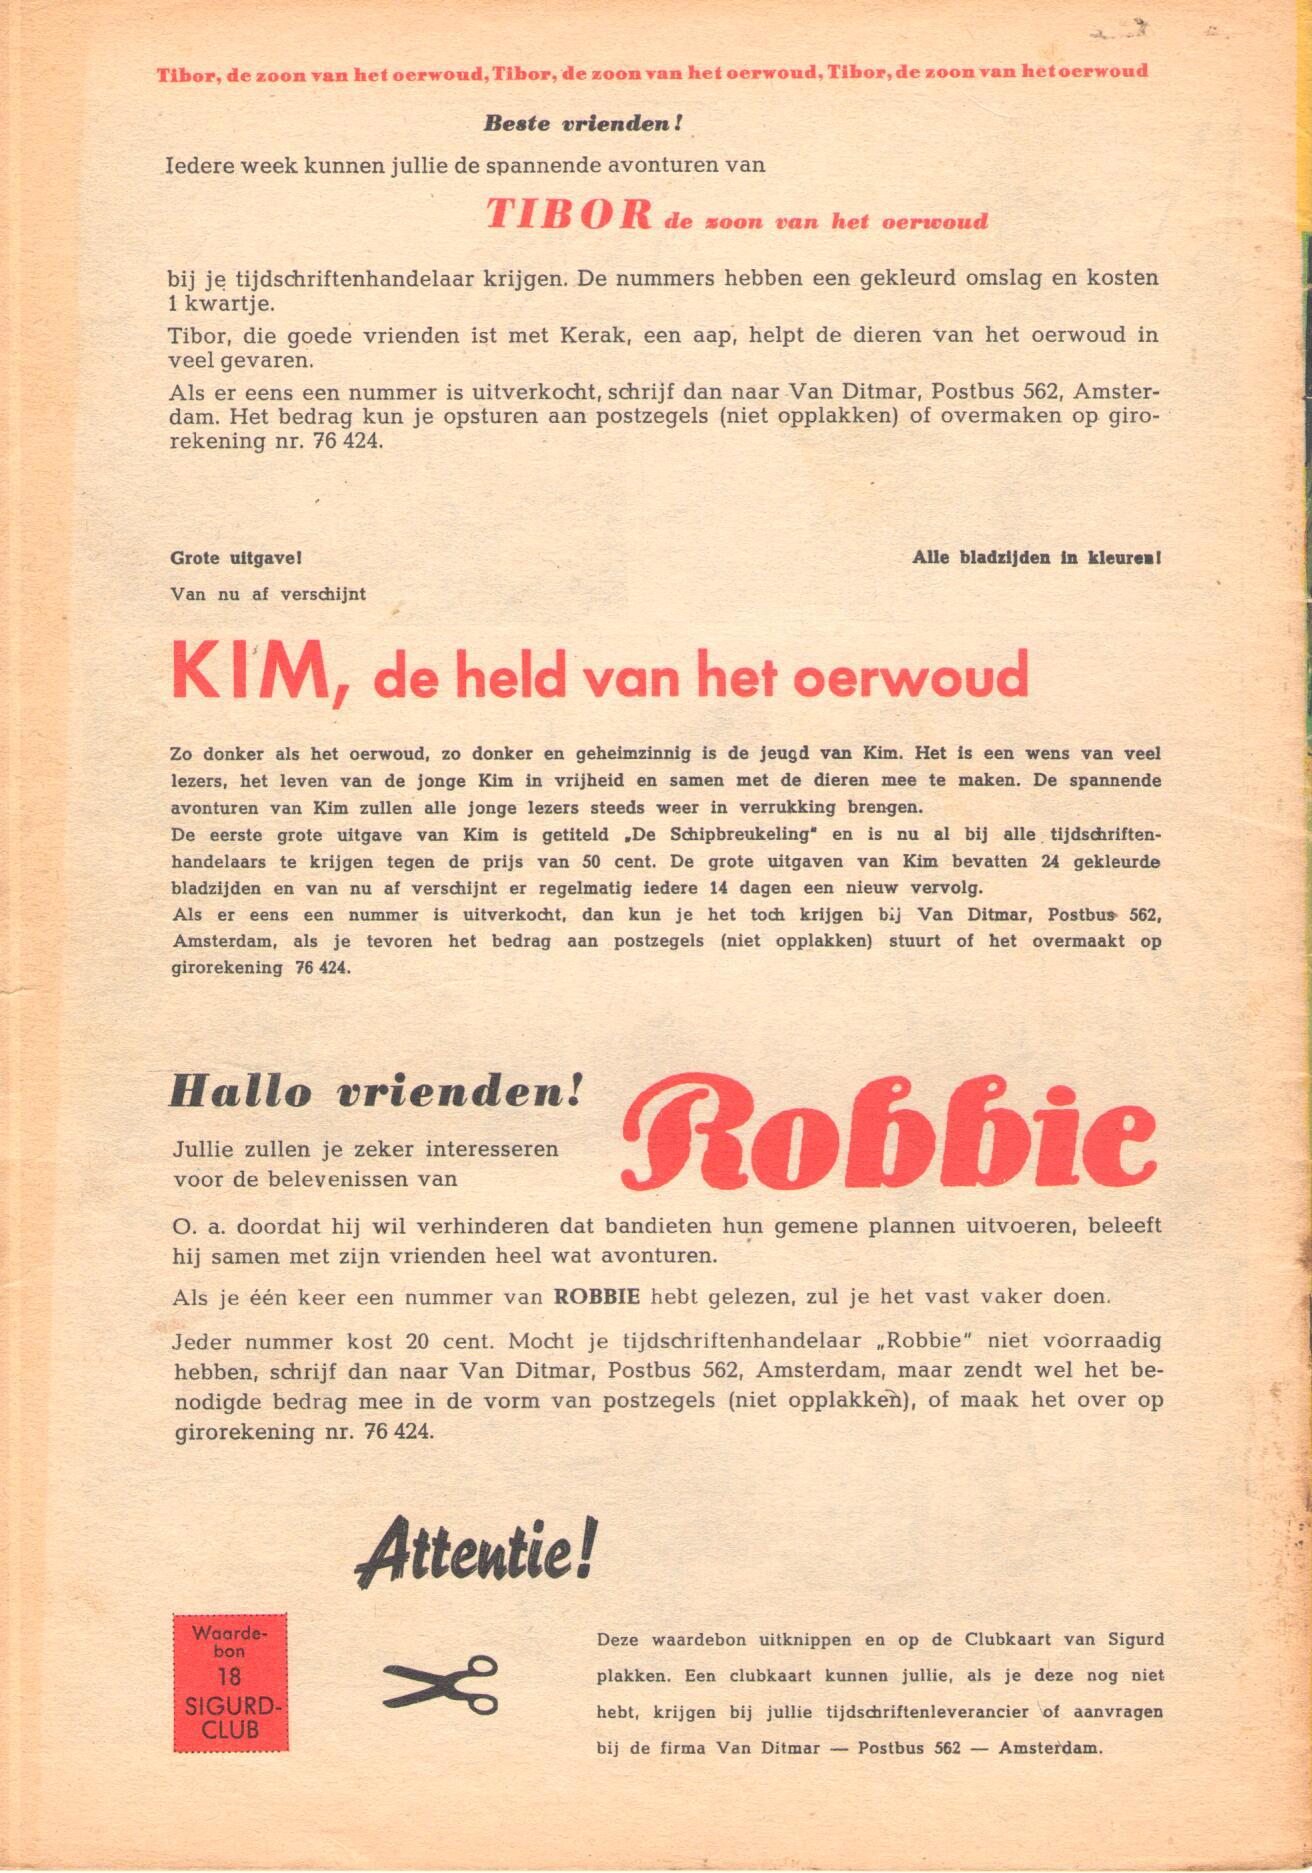 Tibor, de zoon van het oerwoud, Tibor, de zoon van het oerwoud, Tibor, de zoon van het oerwoud
Beste vrienden!
Iedere week kunnen jullie de spannende avonturen van
TIBOR de zoon van het oerwoud
bij je tijdschriftenhandelaar krijgen. De nummers hebben een gekleurd omslag en kosten
1 kwartje.
Tibor, die goede vrienden ist met Kerak, een aap, helpt de dieren van het oerwoud in
veel gevaren.
Als er eens een nummer is uitverkocht, schrijf dan naar Van Ditmar, Postbus 562, Amster-
dam. Het bedrag kun je opsturen aan postzegels (niet opplakken) of overmaken op giro-
rekening nr. 76 424.
Grote uitgave! Alle bladzijden in kleuren!
Van nu af verschijnt
KIM, de held van het oerwoud
Zo donker als het oerwoud, zo donker en geheimzinnig is de jeugd van Kim. Het is een wens van veel
lezers, het leven van de jonge Kim in vrijheid en samen met de dieren mee te maken. De spannende
avonturen van Kim zullen alle jonge lezers steeds weer in verrukking brengen.
De eerste grote uitgave van Kim is getiteld „De Schipbreukeling" en is nu al bij alle tijdschriften-
handelaars te krijgen tegen de prijs van 50 cent. De grote uitgaven van Kim bevatten 24 gekleurde
bladzijden en van nu af verschijnt er regelmatig iedere 14 dagen een nieuw vervolg.
Als er eens een nummer is uitverkocht, dan kun je het toch krijgen bij Van Ditmar, Postbus 562,
Amsterdam, als je tevoren het bedrag aan postzegels (niet opplakken) stuurt of het overmaakt op
girorekening 76 424.
Hallo vrienden!
Jullie zullen je zeker interesseren
voor de belevenissen van
Robbie
O. a. doordat hij wil verhinderen dat bandieten hun gemene plannen uitvoeren, beleeft
hij samen met zijn vrienden heel wat avonturen.
Als je één keer een nummer van ROBBIE hebt gelezen, zul je het vast vaker doen.
Jeder nummer kost 20 cent. Mocht je tijdschriftenhandelaar „Robbie" niet voorraadig
hebben, schrijf dan naar Van Ditmar, Postbus 562, Amsterdam, maar zendt wel het be-
nodigde bedrag mee in de vorm van postzegels (niet opplakken), of maak het over op
girorekening nr. 76 424.
Attentie!
Waarde-
bon
18
SIGURD-
CLUB
Deze waardebon uitknippen en op de Clubkaart van Sigurd
plakken. Een clubkaart kunnen jullie, als je deze nog niet
hebt, krijgen bij jullie tijdschriftenleverancier of aanvragen
bij de firma Van Ditmar — Postbus 562 — Amsterdam.